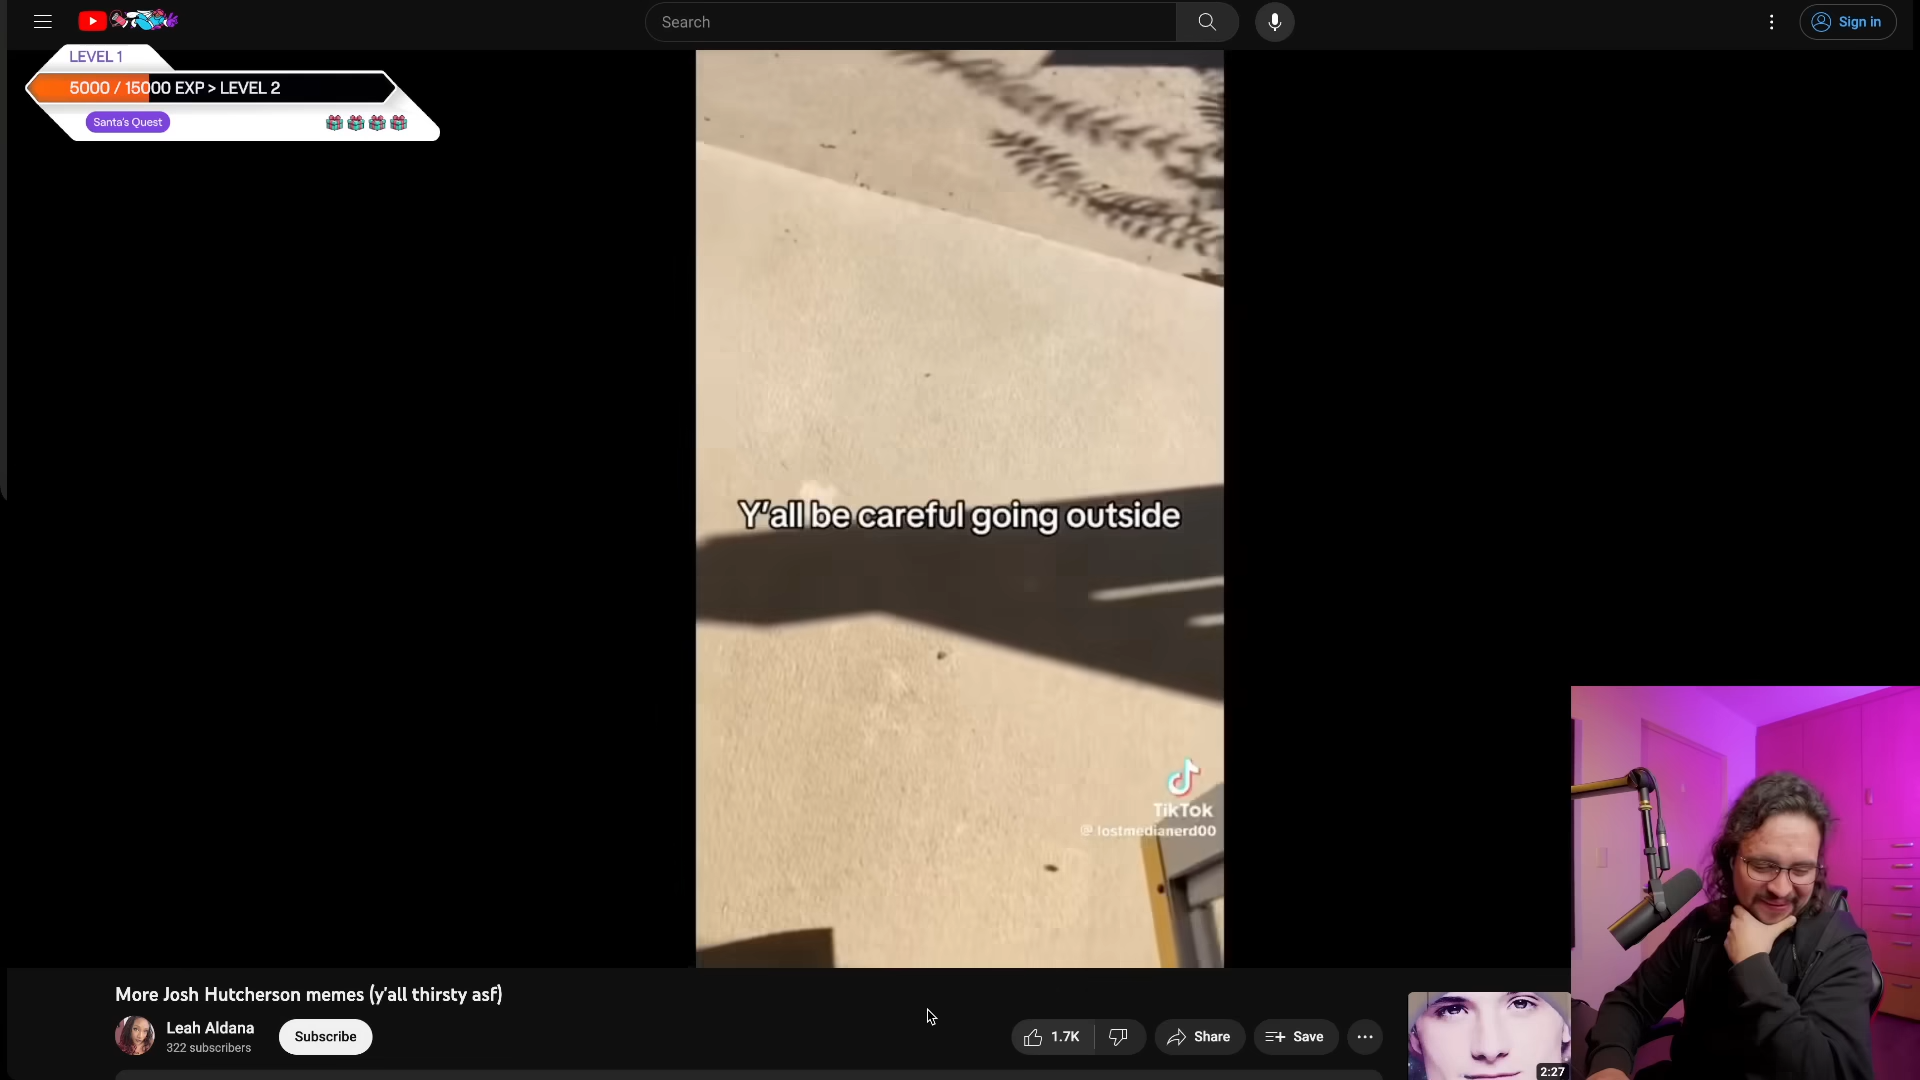 Search
Sign in
LEVEL 1
5000 / 15000 EXP > LEVEL 2
Santa's Quest
Y'all be careful going outside
TikTok
@lostmedianerd00
More Josh Hutcherson memes (y'all thirsty asf)
Leah Aldana
322 subscribers
Subscribe
1.7K
Share
Save
2:27